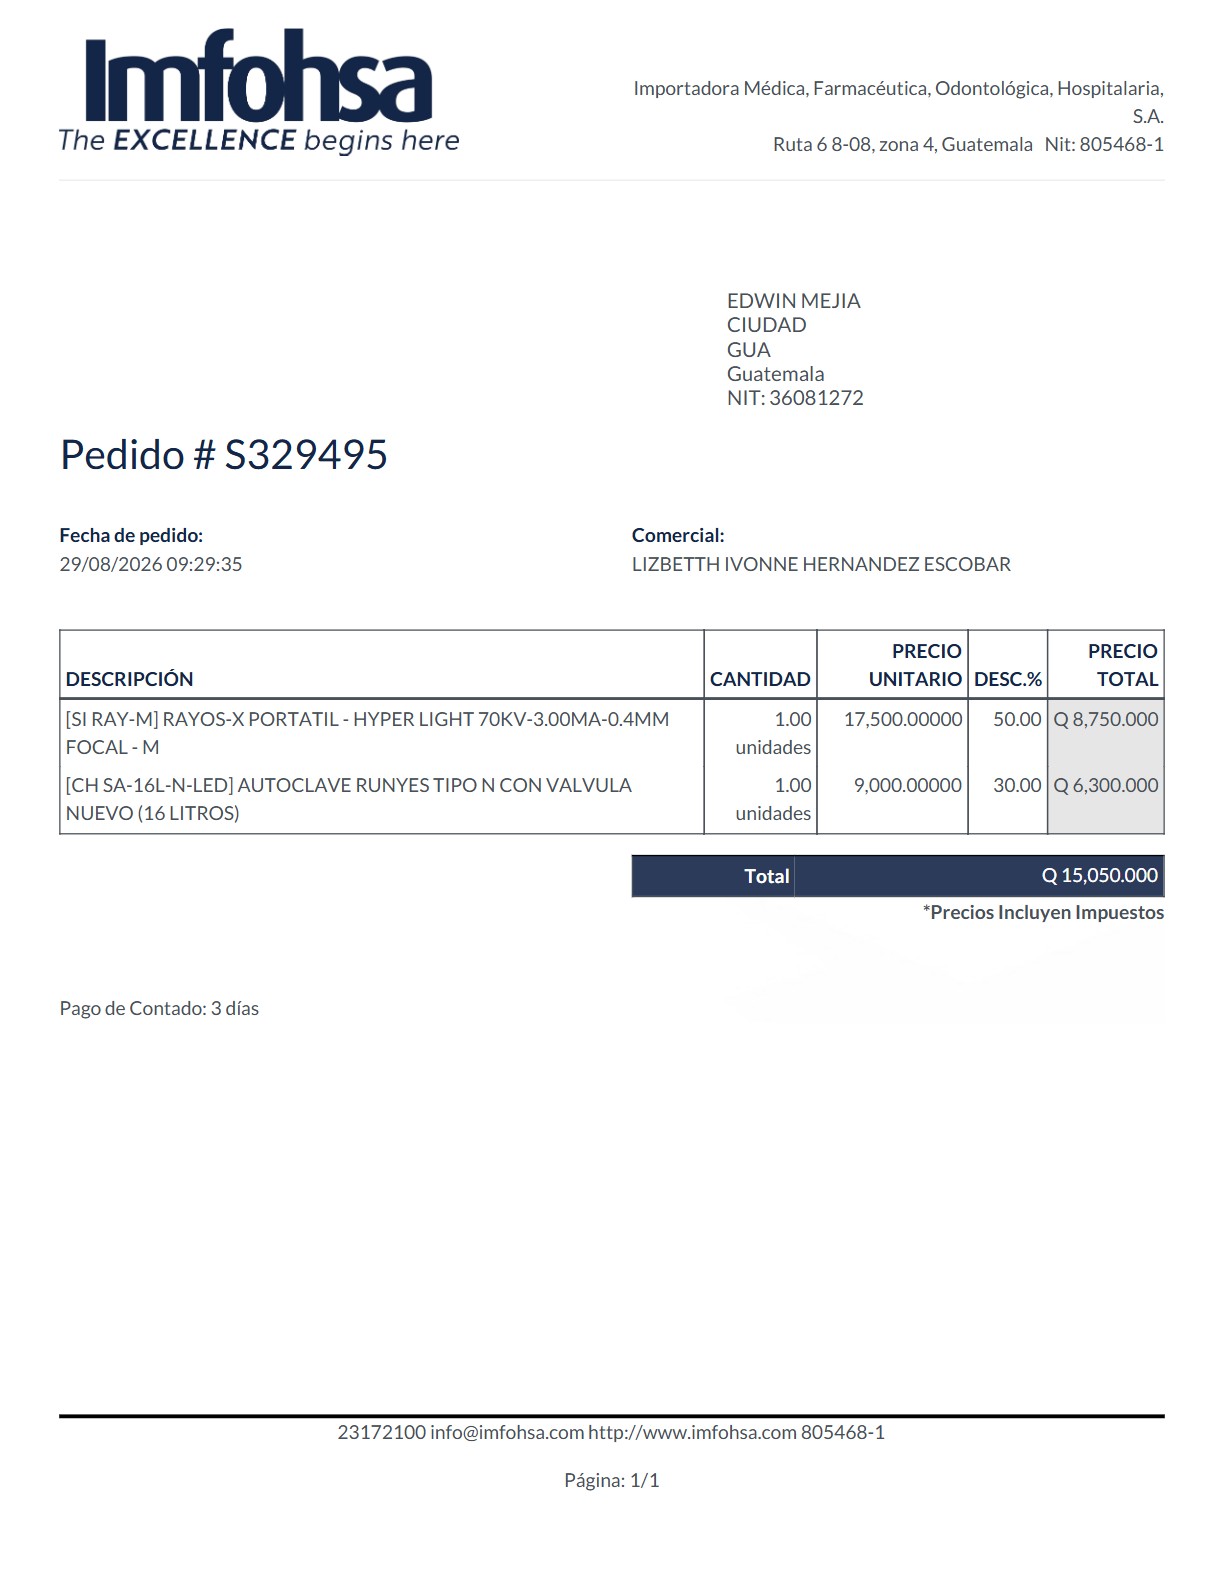 Imfohsa
The EXCELLENCE begins here
Importadora Médica, Farmacéutica, Odontológica, Hospitalaria,
S.A.
Ruta 6 8-08, zona 4, Guatemala Nit: 805468-1
EDWIN MEJIA
CIUDAD
GUA
Guatemala
NIT: 36081272
Pedido # S329495
Fecha de pedido:
29/08/2026 09:29:35
Comercial:
LIZBETTH IVONNE HERNANDEZ ESCOBAR
DESCRIPCIÓN CANTIDAD PRECIO UNITARIO DESC.% PRECIO TOTAL
[SI RAY-M] RAYOS-X PORTATIL - HYPER LIGHT 70KV-3.00MA-0.4MM 1.00 17,500.00000 50.00 Q 8,750.000
FOCAL - M unidades
[CH SA-16L-N-LED] AUTOCLAVE RUNYES TIPO N CON VALVULA 1.00 9,000.00000 30.00 Q 6,300.000
NUEVO (16 LITROS) unidades
Total Q 15,050.000
*Precios Incluyen Impuestos
Pago de Contado: 3 días
23172100 info@imfohsa.com http://www.imfohsa.com 805468-1
Página: 1/1